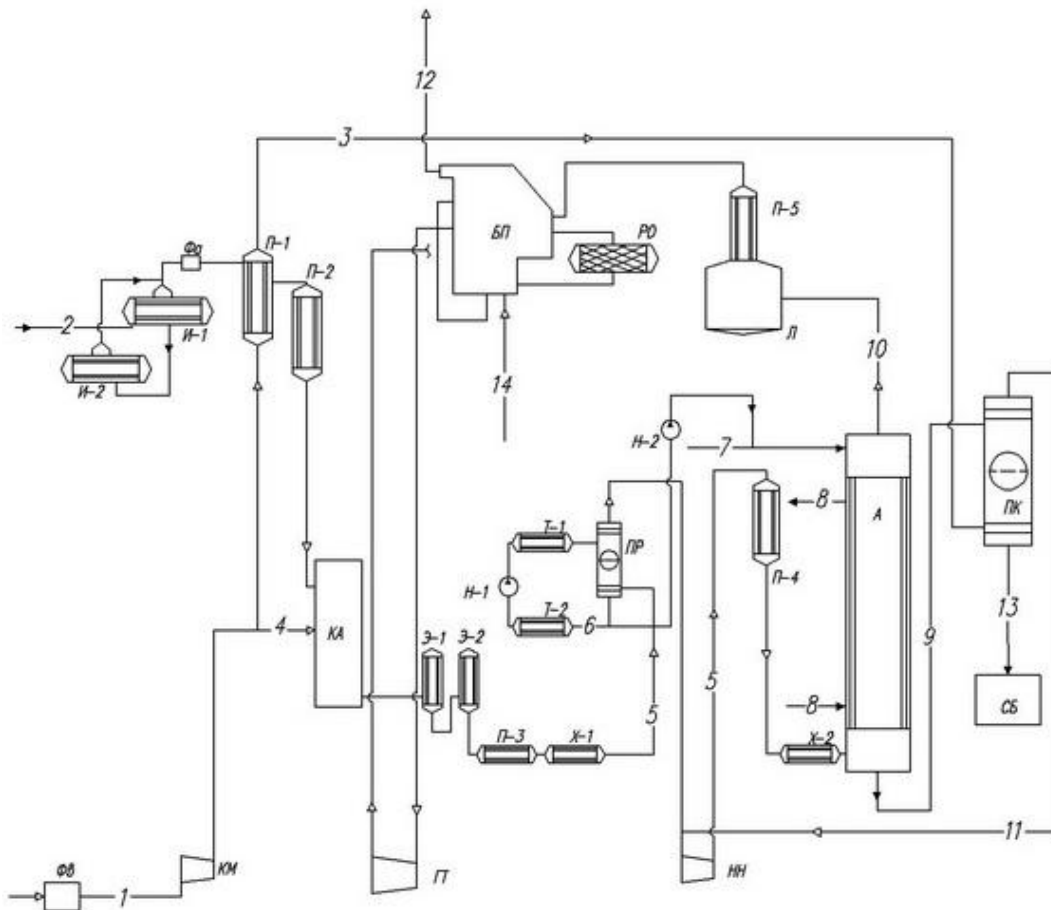 12
3
П-5
П-1
БП
РО
Фа
П-2
2
И-1
Л
И-2
10
14
Н-2
7
8
А
ПК
Т-1
ПР
П-4
Н-1
13
Т-2
6
4
КА
Э-1
Э-2
9
5
5
8
СБ
П-3
Х-1
Х-2
11
ФВ
КМ
1
ГТ
НН